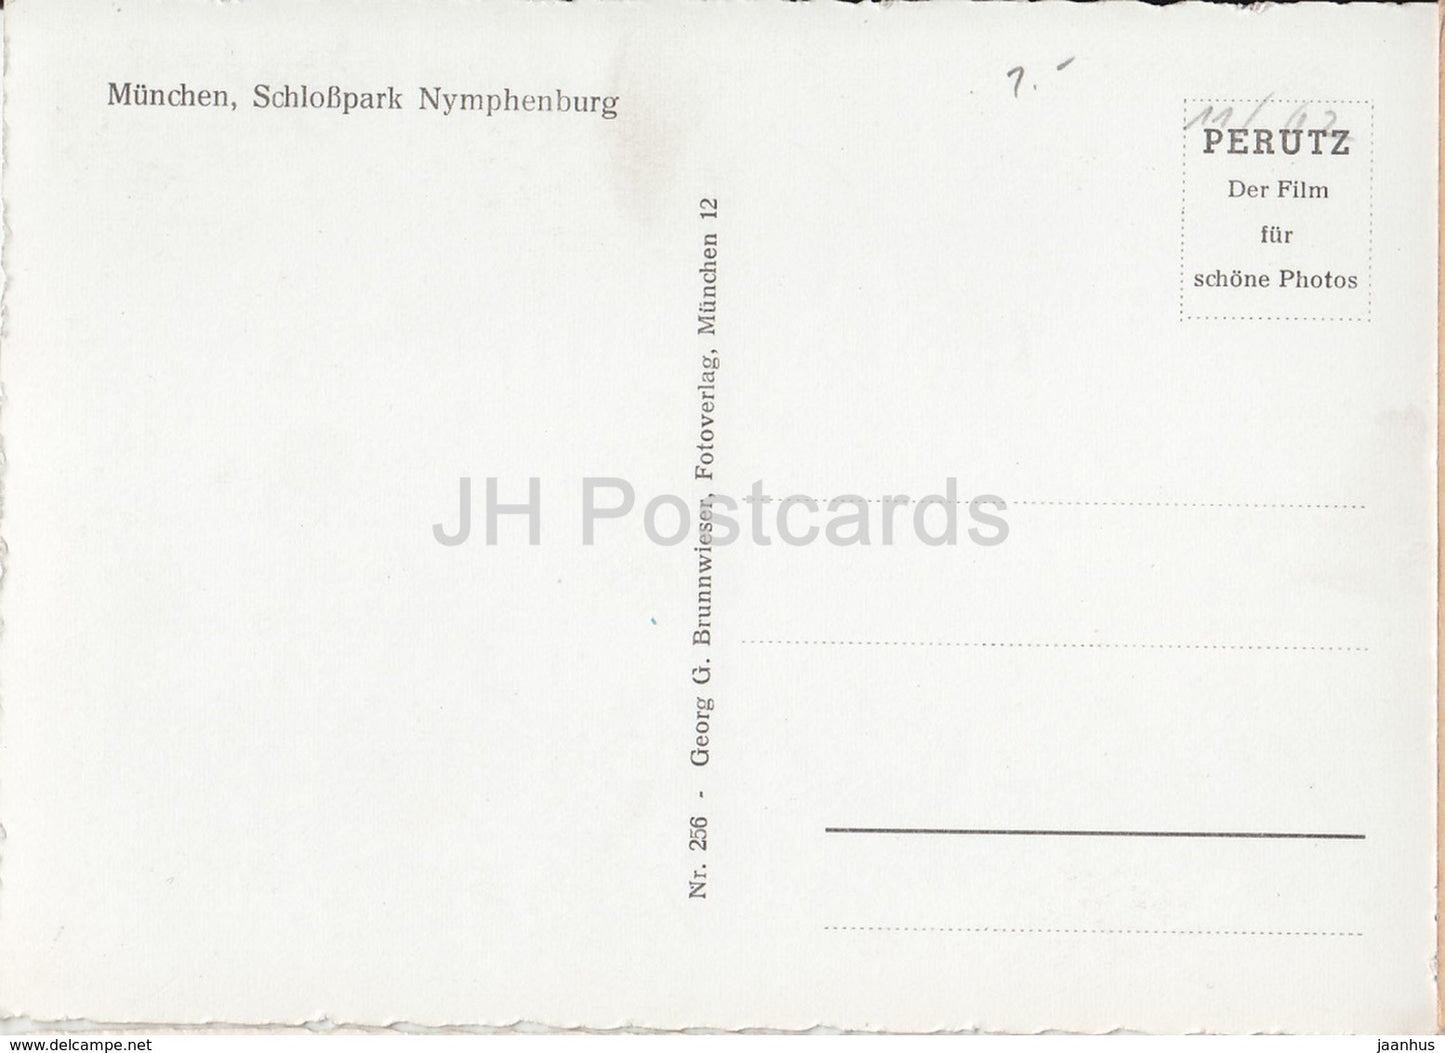 München, Schloßpark Nymphenburg
PERUTZ
Der Film
für
schöne Photos
Nr. 256 - Georg G. Brunnwieser, Fotoverlag, München 12
JH Postcards
www.delcampe.net
jaanhus